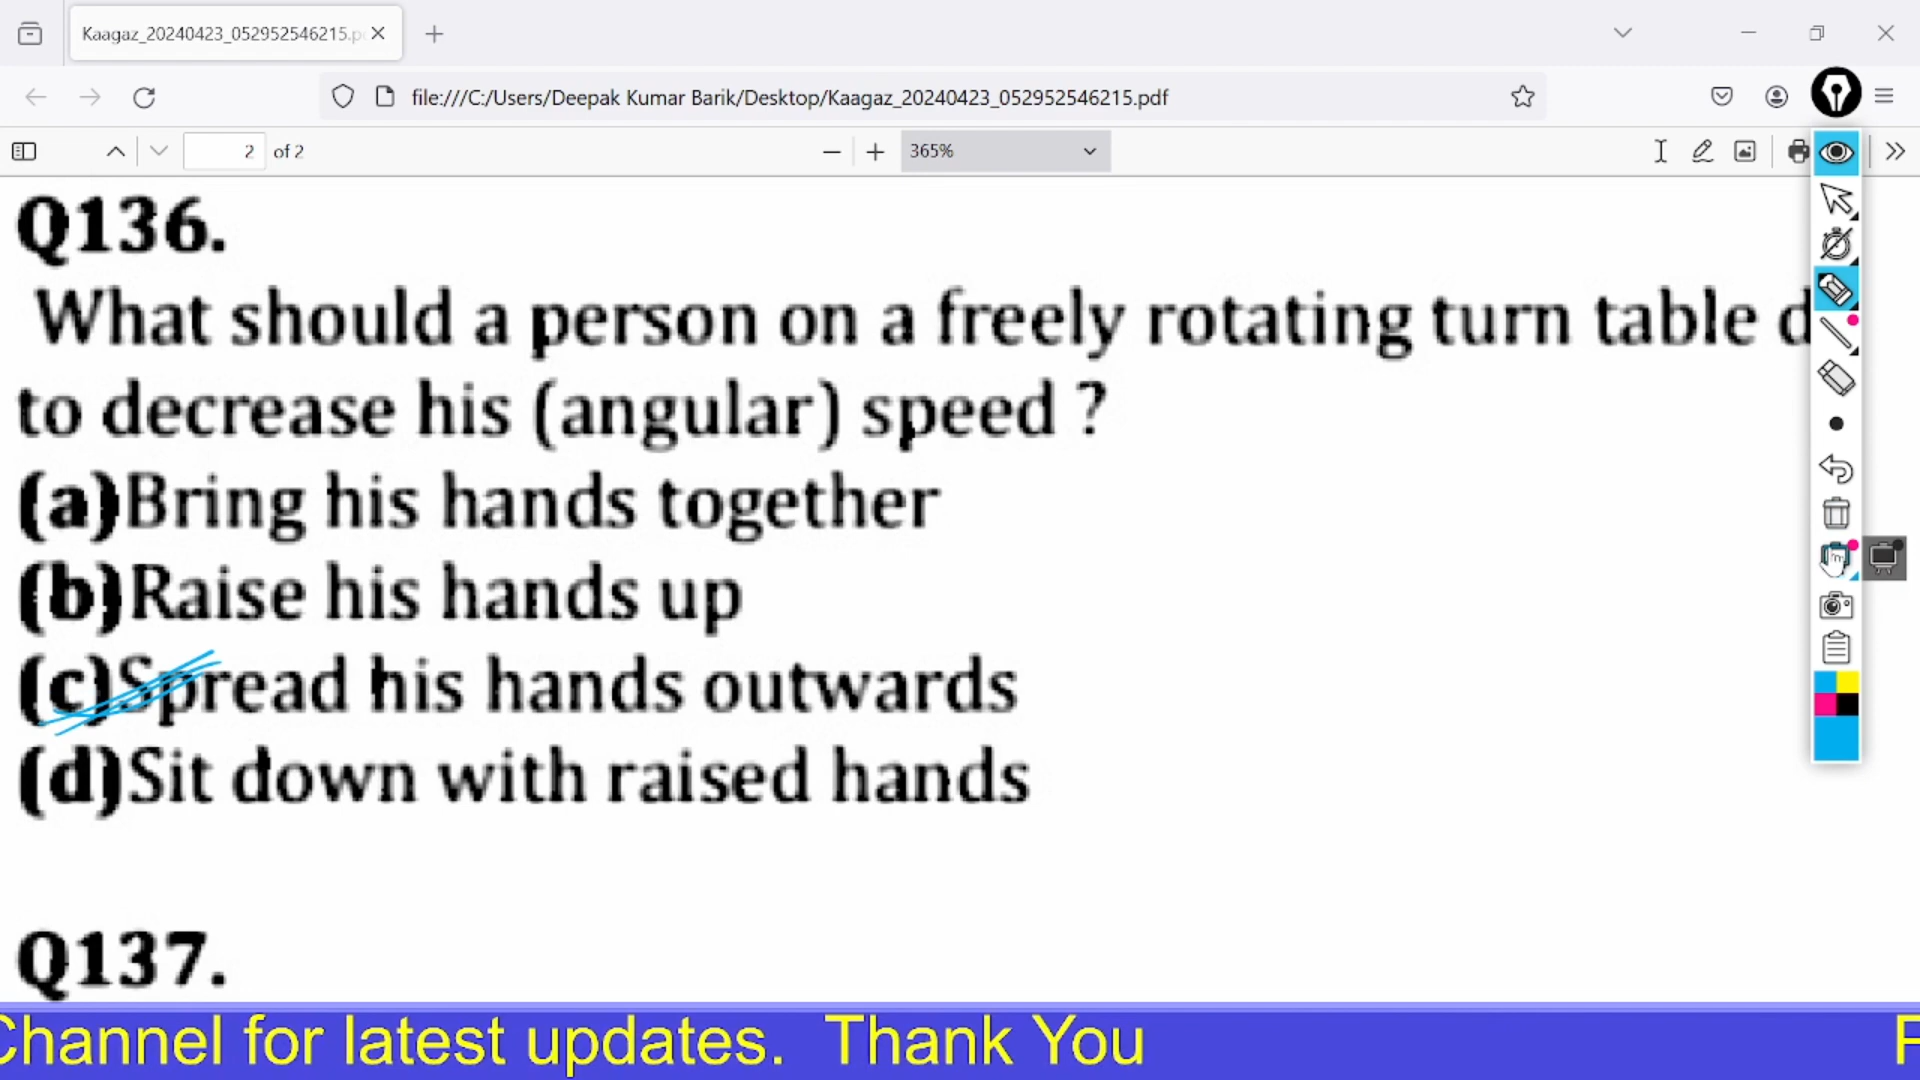 Kaagaz_20240423_052952546215.p
file:///C:/Users/Deepak Kumar Barik/Desktop/Kaagaz_20240423_052952546215.pdf
2 of 2
365%
Q136.
What should a person on a freely rotating turn table d
to decrease his (angular) speed ?
(a)Bring his hands together
(b)Raise his hands up
(c)Spread his hands outwards
(d)Sit down with raised hands
Q137.
Channel for latest updates. Thank You